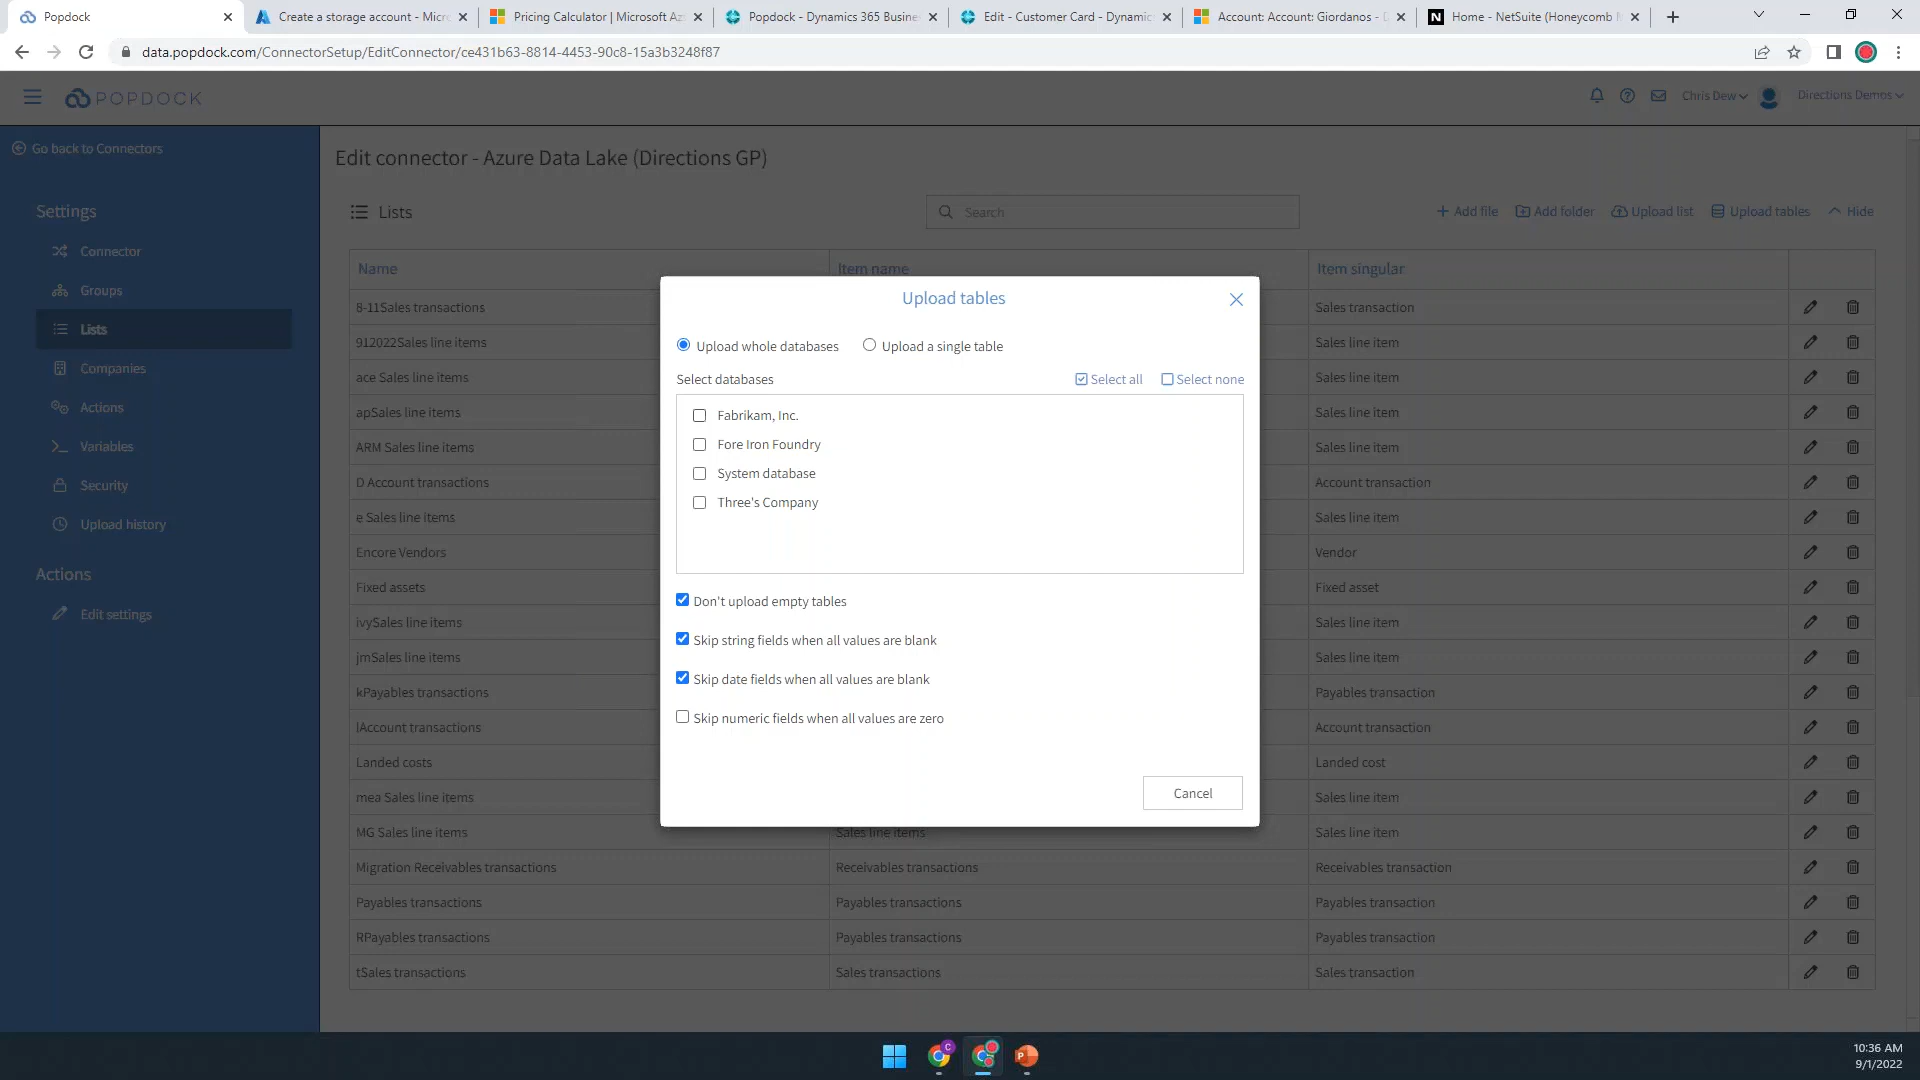 Popdock
Create a storage account - Micro
Pricing Calculator | Microsoft Az
Popdock - Dynamics 365 Busine
Edit - Customer Card - Dynamic
Account: Account: Giordanos - D
Home - NetSuite (Honeycomb M
data.popdock.com/ConnectorSetup/EditConnector/ce431b63-8814-4453-90c8-15a3b3248f87
POPDOCK
Chris Dew
Directions Demos
Go back to Connectors
Edit connector - Azure Data Lake (Directions GP)
Settings
Connector
Groups
Lists
Companies
Actions
Variables
Security
Upload history
Actions
Edit settings
Lists
Search
Add file
Add folder
Upload list
Upload tables
Hide
Name
Item name
Item singular
8-11Sales transactions
Sales transaction
912022Sales line items
Sales line item
ace Sales line items
Sales line item
apSales line items
Sales line item
ARM Sales line items
Sales line item
D Account transactions
Account transaction
e Sales line items
Sales line item
Encore Vendors
Vendor
Fixed assets
Fixed asset
ivySales line items
Sales line item
jmSales line items
Sales line item
kPayables transactions
Payables transaction
lAccount transactions
Account transaction
Landed costs
Landed cost
mea Sales line items
Sales line item
MG Sales line items
Sales line items
Sales line item
Migration Receivables transactions
Receivables transactions
Receivables transaction
Payables transactions
Payables transactions
Payables transaction
RPayables transactions
Payables transactions
Payables transaction
tSales transactions
Sales transactions
Sales transaction
Upload tables
Upload whole databases
Upload a single table
Select databases
Select all
Select none
Fabrikam, Inc.
Fore Iron Foundry
System database
Three's Company
Don't upload empty tables
Skip string fields when all values are blank
Skip date fields when all values are blank
Skip numeric fields when all values are zero
Cancel
10:36 AM
9/1/2022